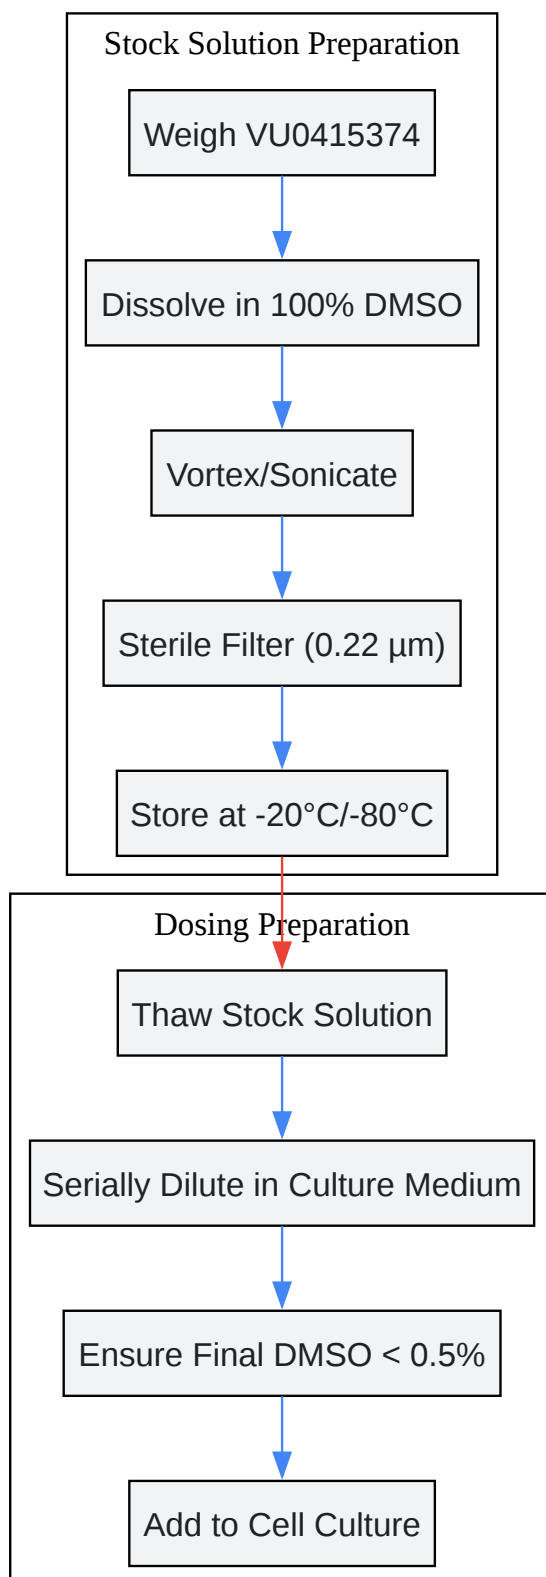 Stock Solution Preparation
Weigh VU0415374
Dissolve in 100% DMSO
Vortex/Sonicate
Sterile Filter (0.22 µm)
Store at -20°C/-80°C
Dosing Preparation
Thaw Stock Solution
Serially Dilute in Culture Medium
Ensure Final DMSO < 0.5%
Add to Cell Culture